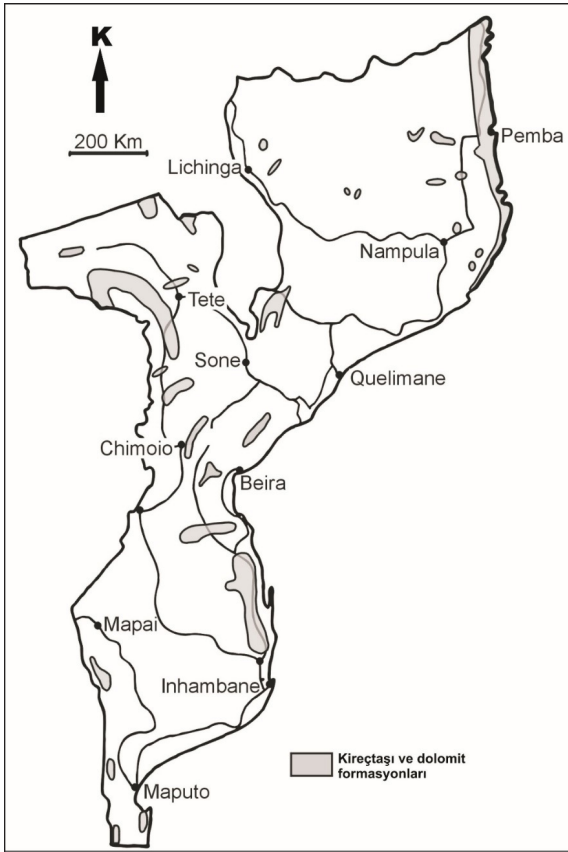 K
200 Km
Pemba
Lichinga
Nampula
Tete
Sone
Quelimane
Chimoio
Beira
Mapai
Inhambane
Kireçtaşı ve dolomit
formasyonları
Maputo